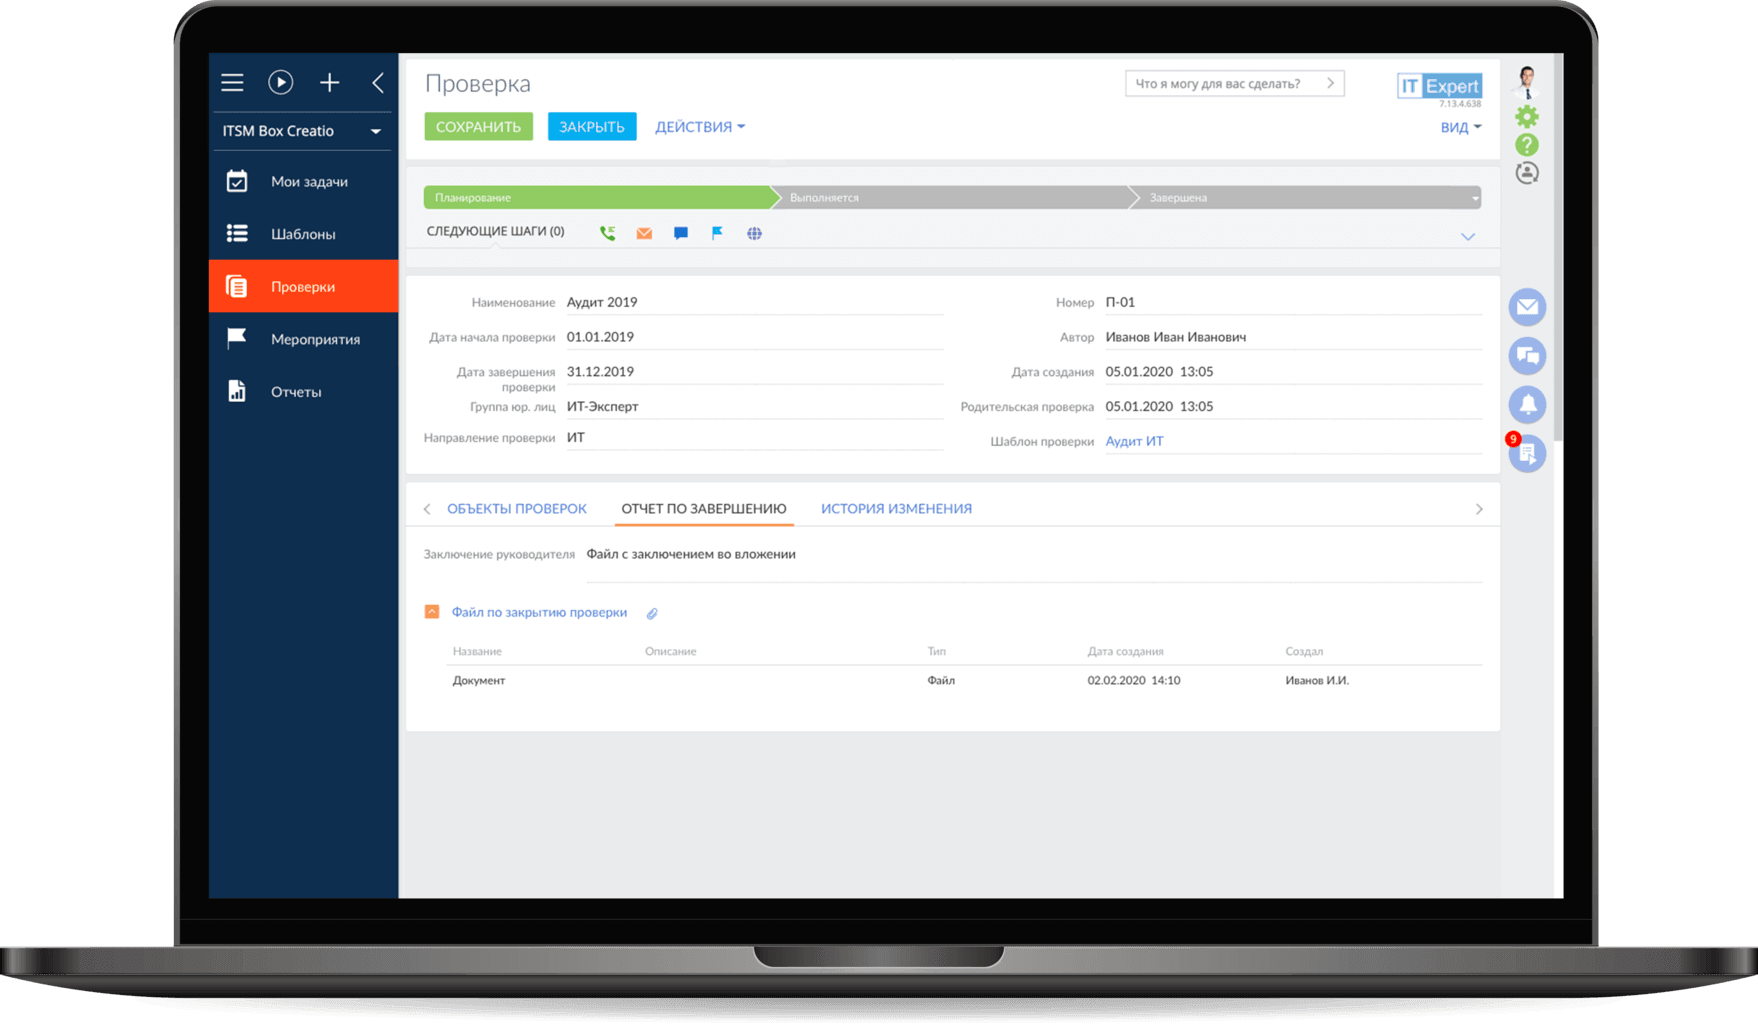 Проверка
Что я могу для вас сделать?
IT Expert
7.13.4.638
СОХРАНИТЬ
ЗАКРЫТЬ
ДЕЙСТВИЯ
ВИД
ITSM Box Creatio
Мои задачи
Шаблоны
Проверки
Мероприятия
Отчеты
Планирование
Выполняется
Завершена
СЛЕДУЮЩИЕ ШАГИ (0)
Наименование Аудит 2019
Дата начала проверки 01.01.2019
Дата завершения
проверки
31.12.2019
Группа юр. лиц ИТ-Эксперт
Направление проверки ИТ
Номер П-01
Автор Иванов Иван Иванович
Дата создания 05.01.2020 13:05
Родительская проверка 05.01.2020 13:05
Шаблон проверки Аудит ИТ
?
9
ОБЪЕКТЫ ПРОВЕРОК ОТЧЕТ ПО ЗАВЕРШЕНИЮ ИСТОРИЯ ИЗМЕНЕНИЯ
Заключение руководителя Файл с заключением во вложении
Файл по закрытию проверки
Название Описание Тип Дата создания Создал
Документ Файл 02.02.2020 14:10 Иванов И.И.